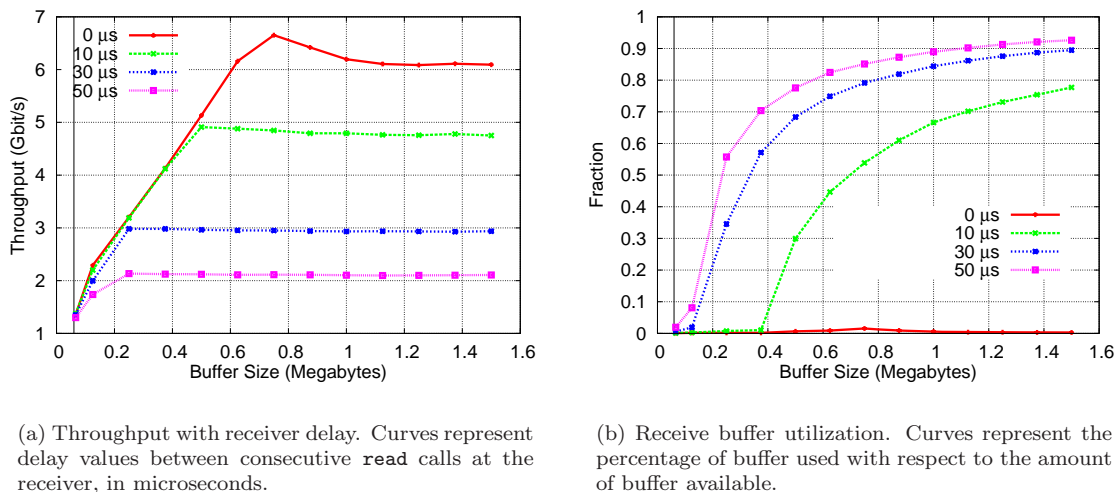 7
6
5
4
3
2
1
0 0.2 0.4 0.6 0.8 1 1.2 1.4 1.6
Throughput (Gbit/s)
Buffer Size (Megabytes)
0 µs
10 µs
30 µs
50 µs
1
0.9
0.8
0.7
0.6
0.5
0.4
0.3
0.2
0.1
0
0 0.2 0.4 0.6 0.8 1 1.2 1.4 1.6
Fraction
Buffer Size (Megabytes)
0 µs
10 µs
30 µs
50 µs
(a) Throughput with receiver delay. Curves represent
delay values between consecutive read calls at the
receiver, in microseconds.
(b) Receive buffer utilization. Curves represent the
percentage of buffer used with respect to the amount
of buffer available.